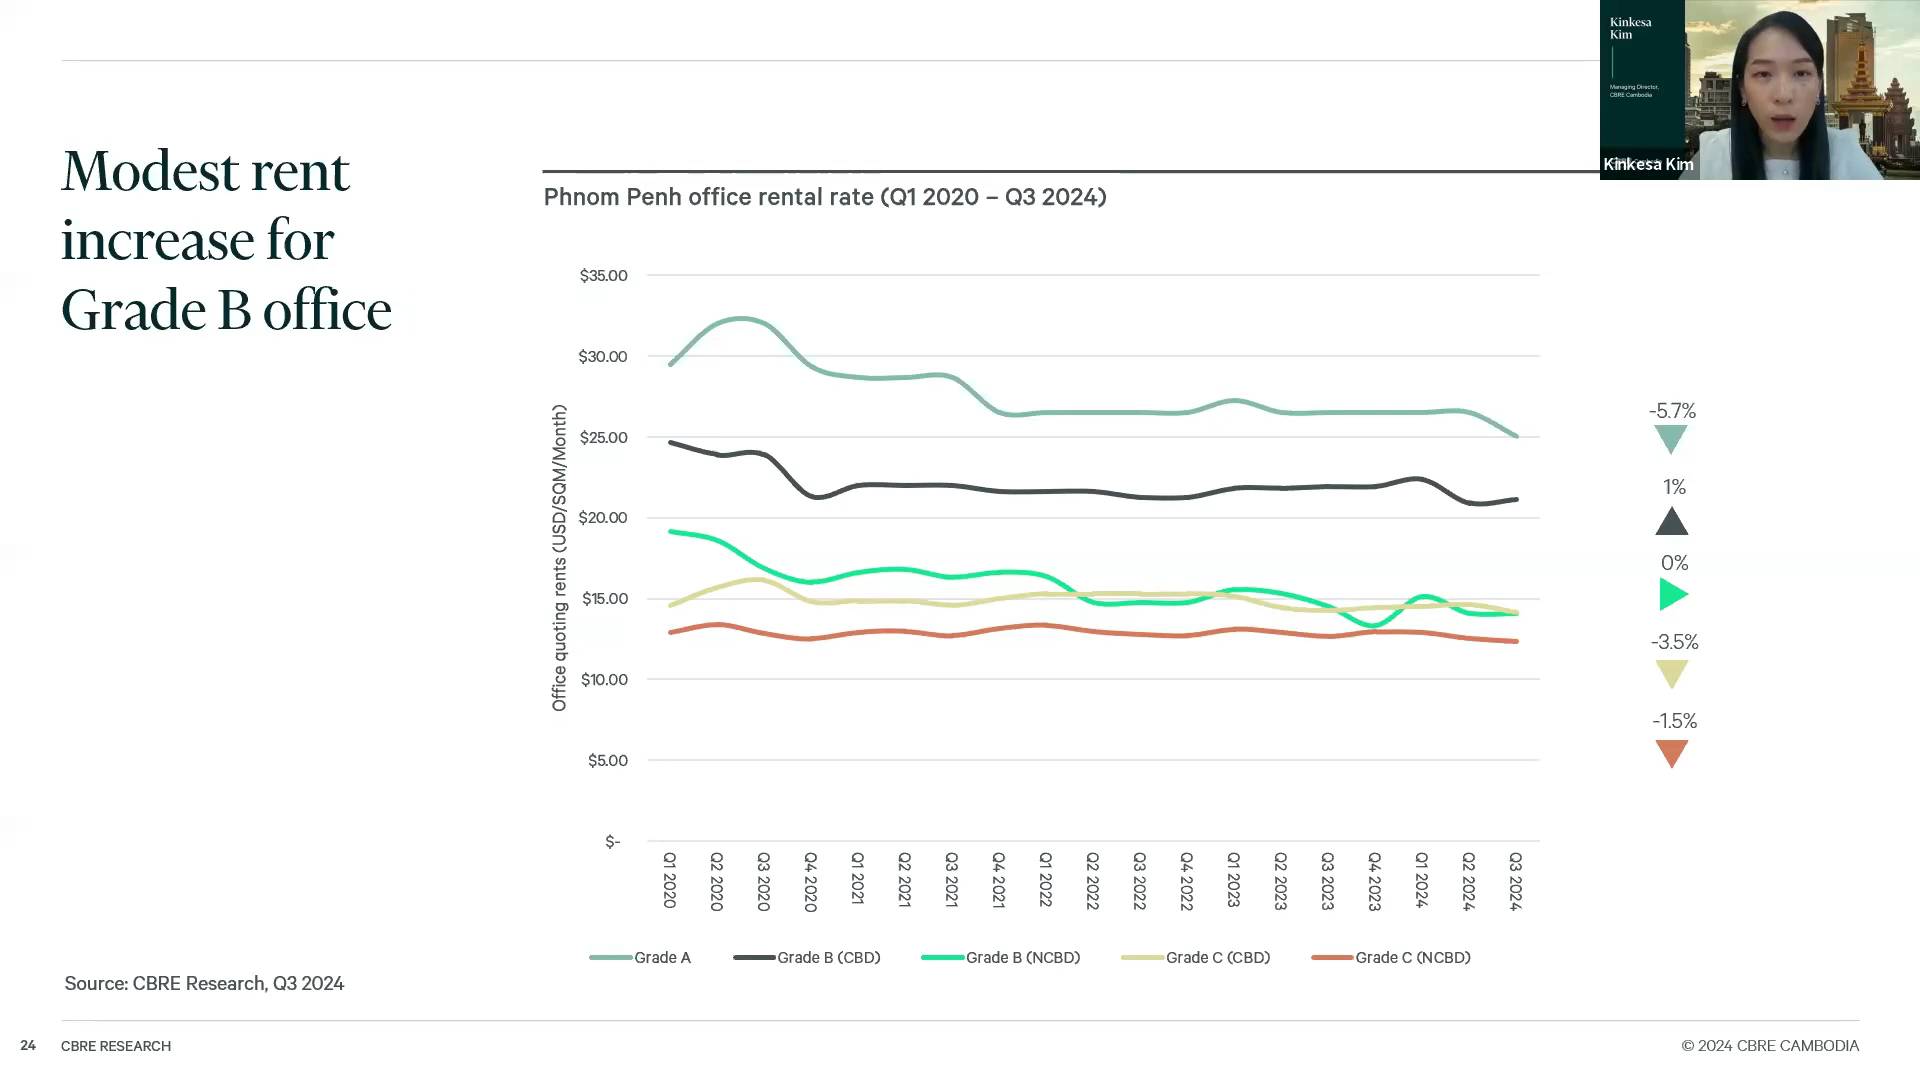 Kinkesa
Kim
Managing Director,
CBRE Cambodia
Kinkesa Kim
Modest rent
increase for
Grade B office
Phnom Penh office rental rate (Q1 2020 – Q3 2024)
Office quoting rents (USD/SQM/Month)
$35.00
$30.00
$25.00
$20.00
$15.00
$10.00
$5.00
$-
Q1 2020
Q2 2020
Q3 2020
Q4 2020
Q1 2021
Q2 2021
Q3 2021
Q4 2021
Q1 2022
Q2 2022
Q3 2022
Q4 2022
Q1 2023
Q2 2023
Q3 2023
Q4 2023
Q1 2024
Q2 2024
Q3 2024
-5.7%
1%
0%
-3.5%
-1.5%
Grade A
Grade B (CBD)
Grade B (NCBD)
Grade C (CBD)
Grade C (NCBD)
Source: CBRE Research, Q3 2024
24 CBRE RESEARCH
© 2024 CBRE CAMBODIA